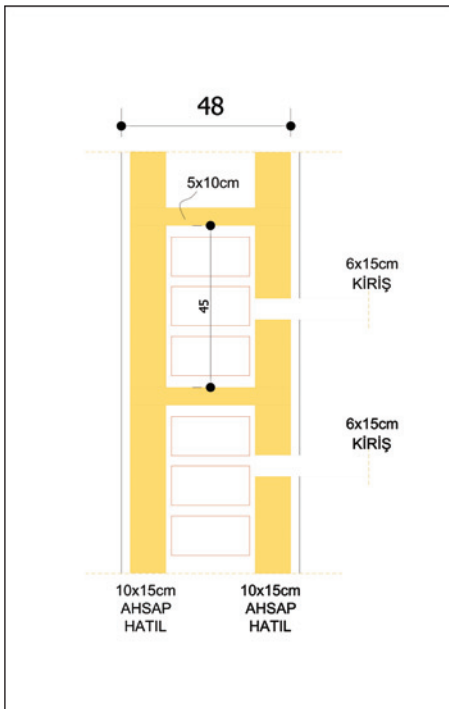 48
5x10cm
6x15cm
KİRİŞ
45
6x15cm
KİRİŞ
10x15cm
AHSAP
HATIL
10x15cm
AHSAP
HATIL